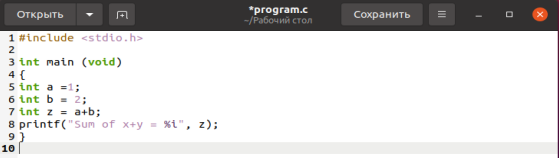 Открыть
*program.c
~/Рабочий стол
Сохранить
1 #include <stdio.h>
2
3 int main (void)
4 {
5 int a =1;
6 int b = 2;
7 int z = a+b;
8 printf("Sum of x+y = %i", z);
9 }
10